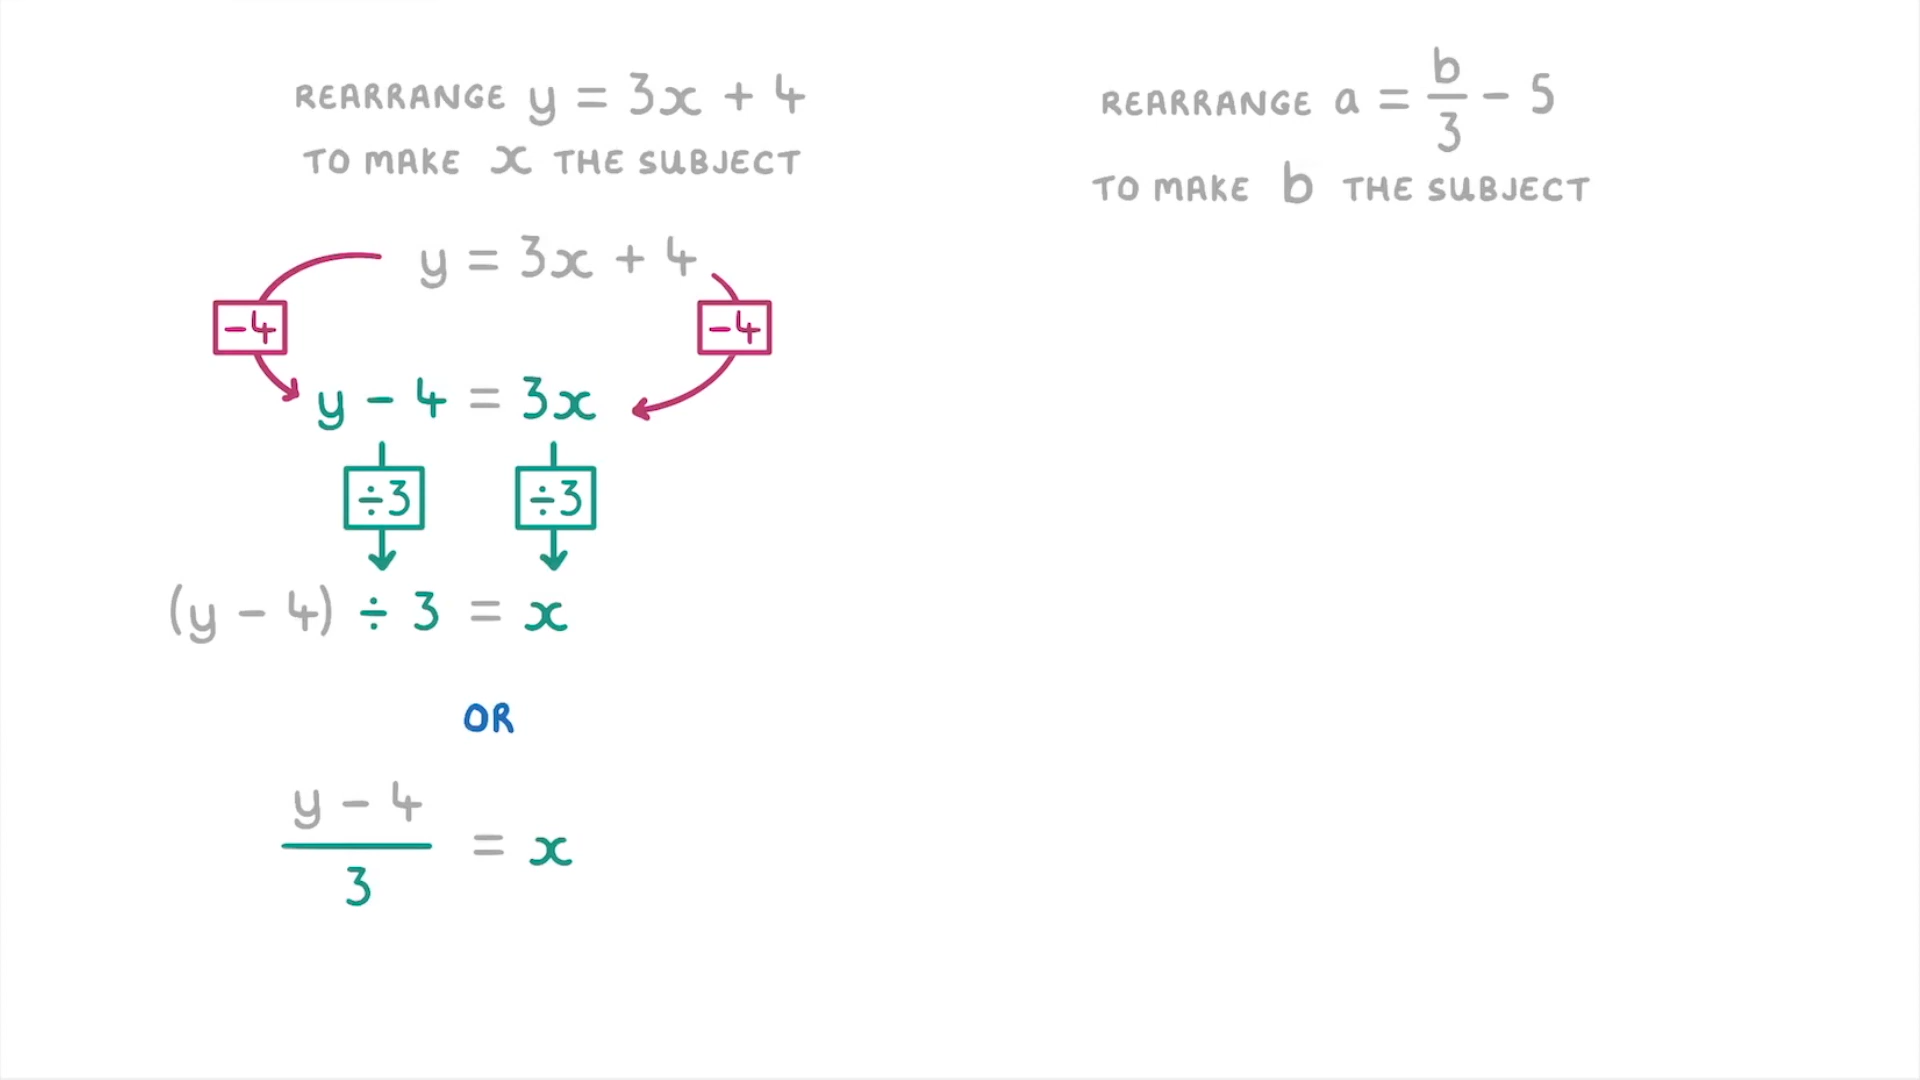 REARRANGE y = 3x + 4
TO MAKE x THE SUBJECT
y = 3x + 4
-4 -4
y - 4 = 3x
÷3 ÷3
(y - 4) ÷ 3 = x
OR
y - 4
= x
3
REARRANGE a = b/3 - 5
TO MAKE b THE SUBJECT